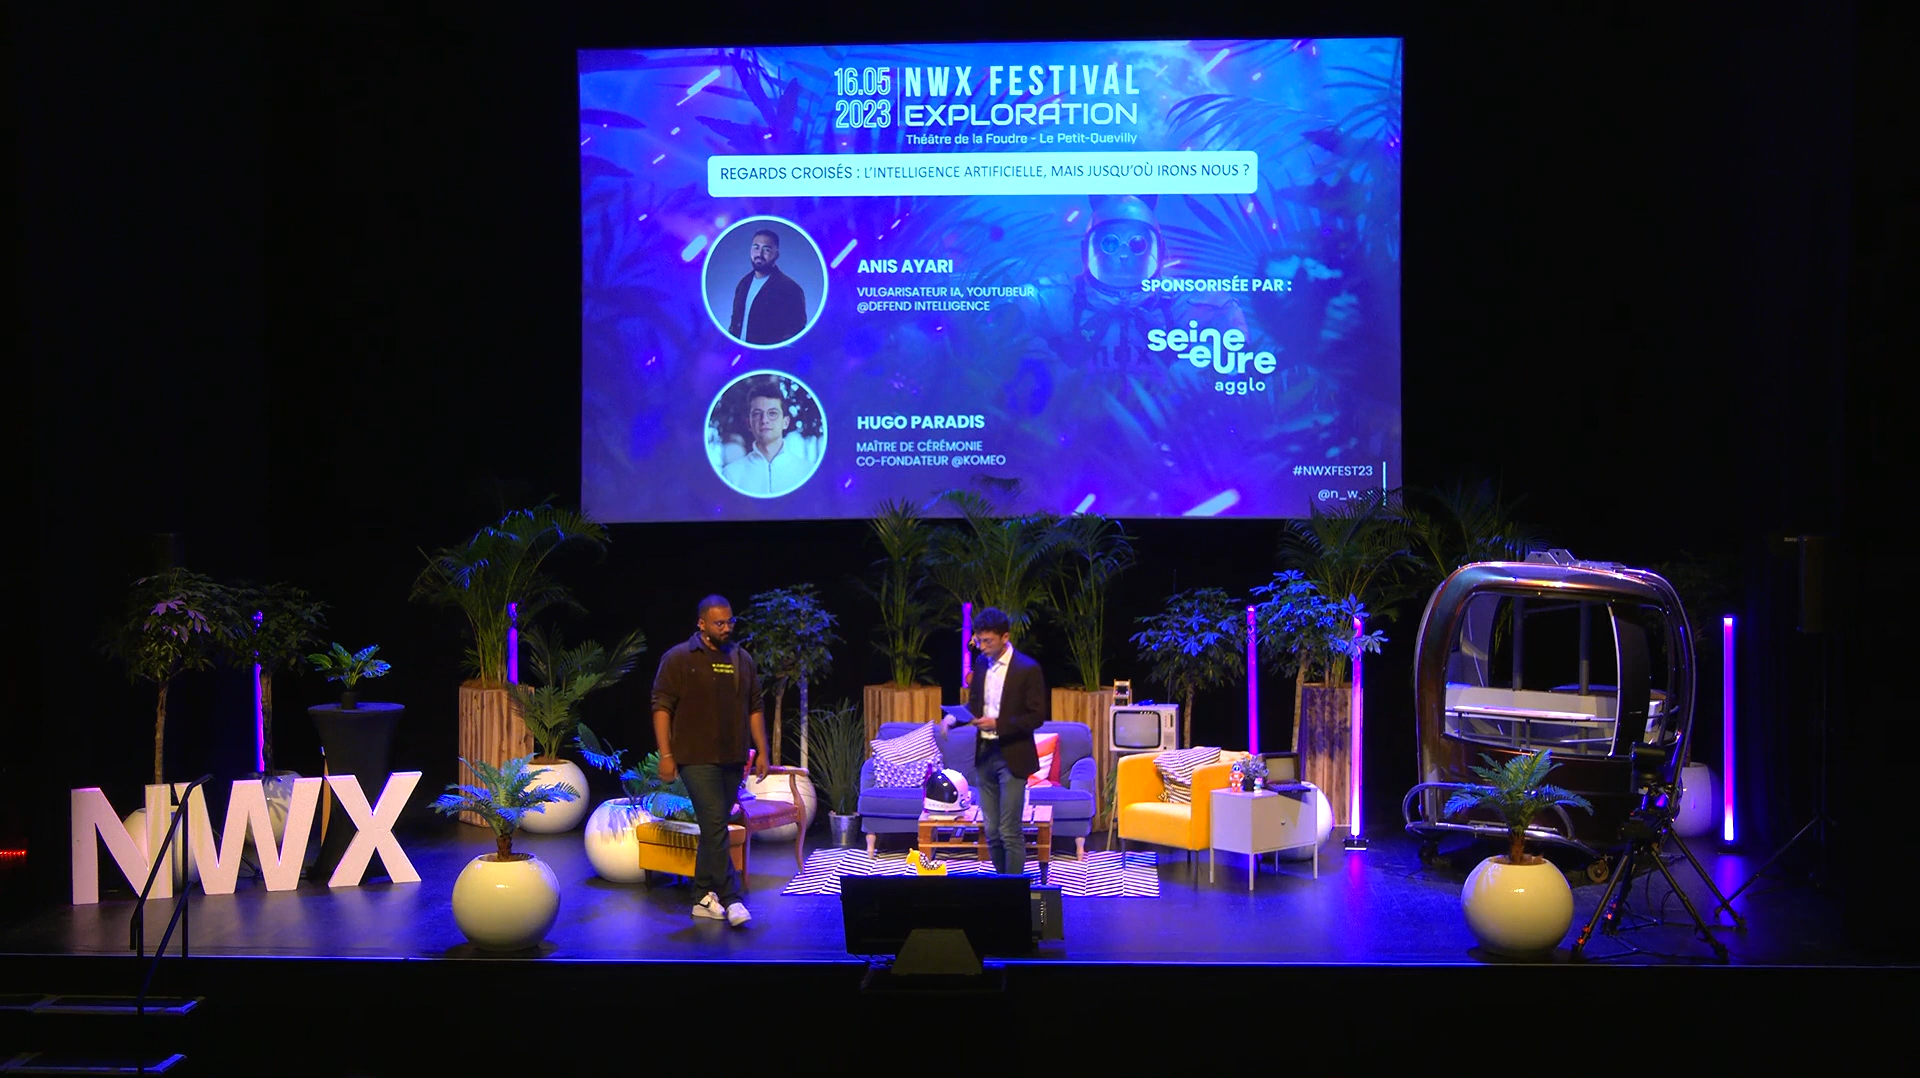 16.05
2023
NWX FESTIVAL
EXPLORATION
Théâtre de la Foudre - Le Petit-Quevilly
REGARDS CROISÉS : L'INTELLIGENCE ARTIFICIELLE, MAIS JUSQU'OÙ IRONS NOUS ?
ANIS AYARI
VULGARISATEUR IA, YOUTUBEUR
@DEFEND INTELLIGENCE
SPONSORISÉE PAR :
seine
-eure
agglo
HUGO PARADIS
MAÎTRE DE CÉRÉMONIE
CO-FONDATEUR @KOMEO
#NWXFEST23
@n_w_
NWX